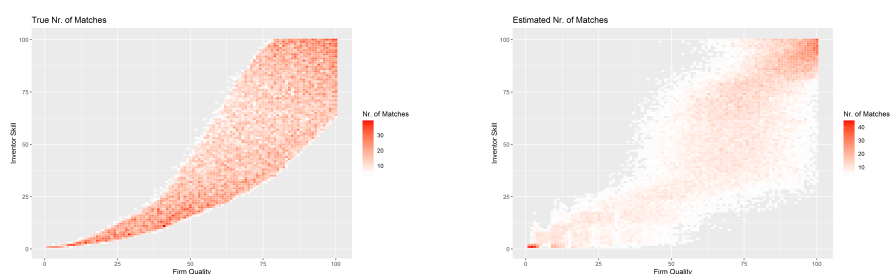 True Nr. of Matches
100
75
50
25
0
Inventor Skill
0 25 50 75 100
Firm Quality
Nr. of Matches
30
20
10
Estimated Nr. of Matches
100
75
50
25
0
Inventor Skill
0 25 50 75 100
Firm Quality
Nr. of Matches
40
30
20
10